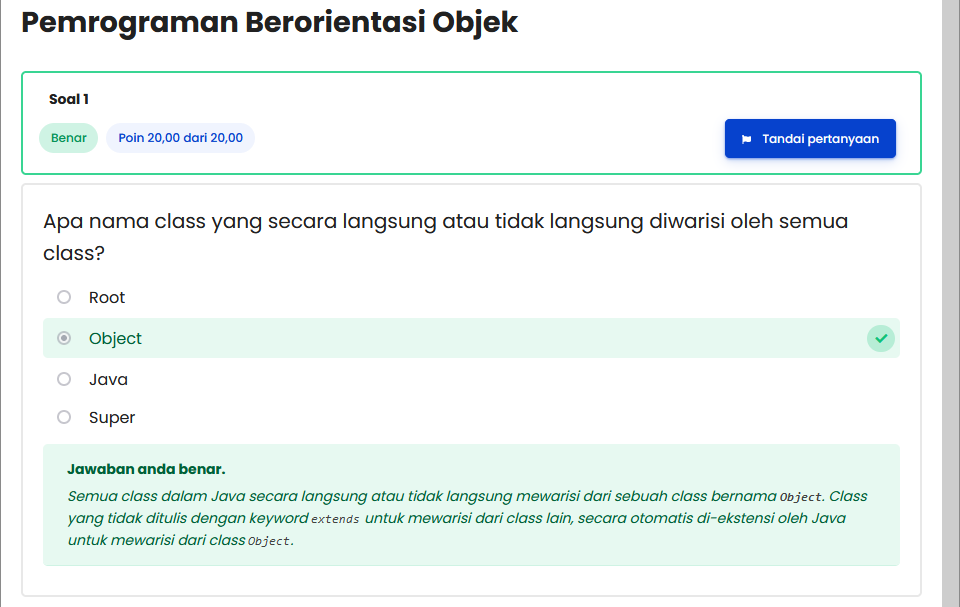 Pemrograman Berorientasi Objek
Soal 1
Benar
Poin 20,00 dari 20,00
Tandai pertanyaan
Apa nama class yang secara langsung atau tidak langsung diwarisi oleh semua
class?
Root
Object
Java
Super
Jawaban anda benar.
Semua class dalam Java secara langsung atau tidak langsung mewarisi dari sebuah class bernama Object. Class
yang tidak ditulis dengan keyword extends untuk mewarisi dari class lain, secara otomatis di-ekstensi oleh Java
untuk mewarisi dari class Object.